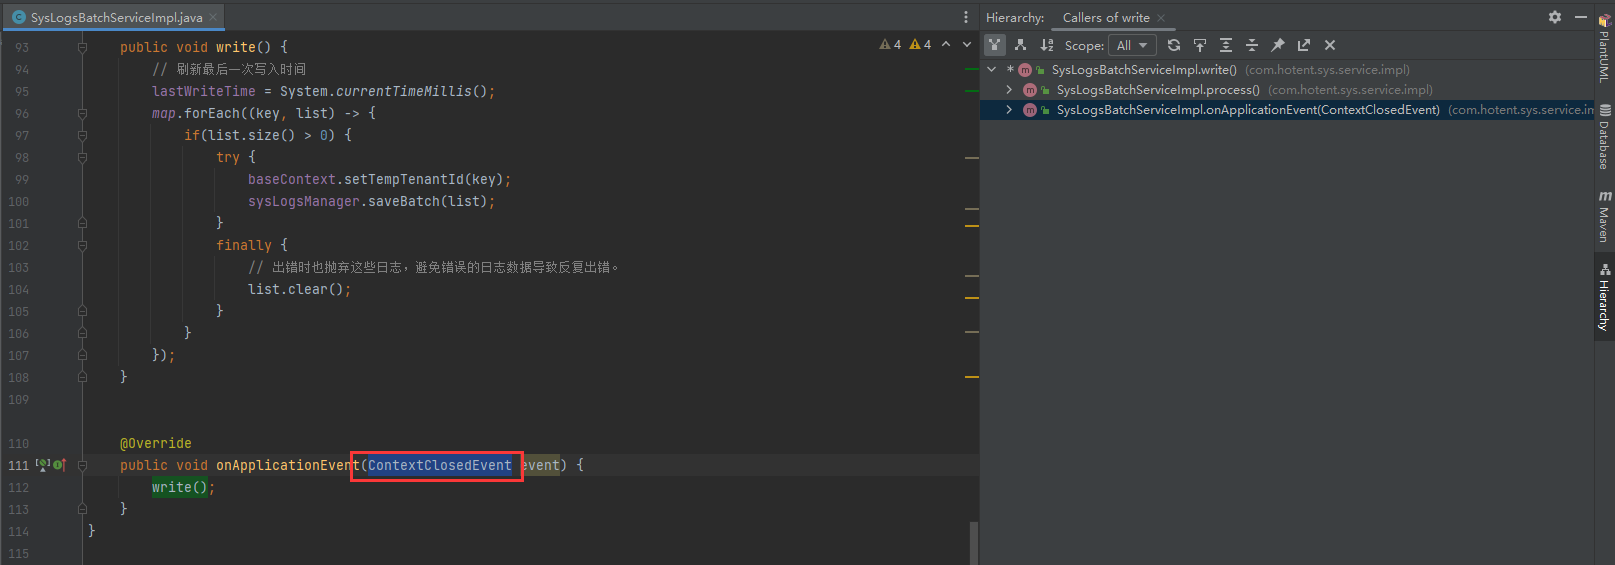 SysLogsBatchServiceImpl.java
Hierarchy: Callers of write
Scope: All
93 public void write() {
4 4
94 // 刷新最后一次写入时间
95 lastWriteTime = System.currentTimeMillis();
96 map.forEach((key, list) -> {
97 if(list.size() > 0) {
98 try {
99 baseContext.setTempTenantId(key);
100 sysLogsManager.saveBatch(list);
101 }
102 finally {
103 // 出错时也抛弃这些日志，避免错误的日志数据导致反复出错。
104 list.clear();
105 }
106 }
107 });
108 }
109
110 @Override
111 public void onApplicationEvent(ContextClosedEvent event) {
112 write();
113 }
114 }
115
* m SysLogsBatchServiceImpl.write() (com.hotent.sys.service.impl)
m SysLogsBatchServiceImpl.process() (com.hotent.sys.service.impl)
m SysLogsBatchServiceImpl.onApplicationEvent(ContextClosedEvent) (com.hotent.sys.service.im
PlantUML
Database
m Maven
Hierarchy